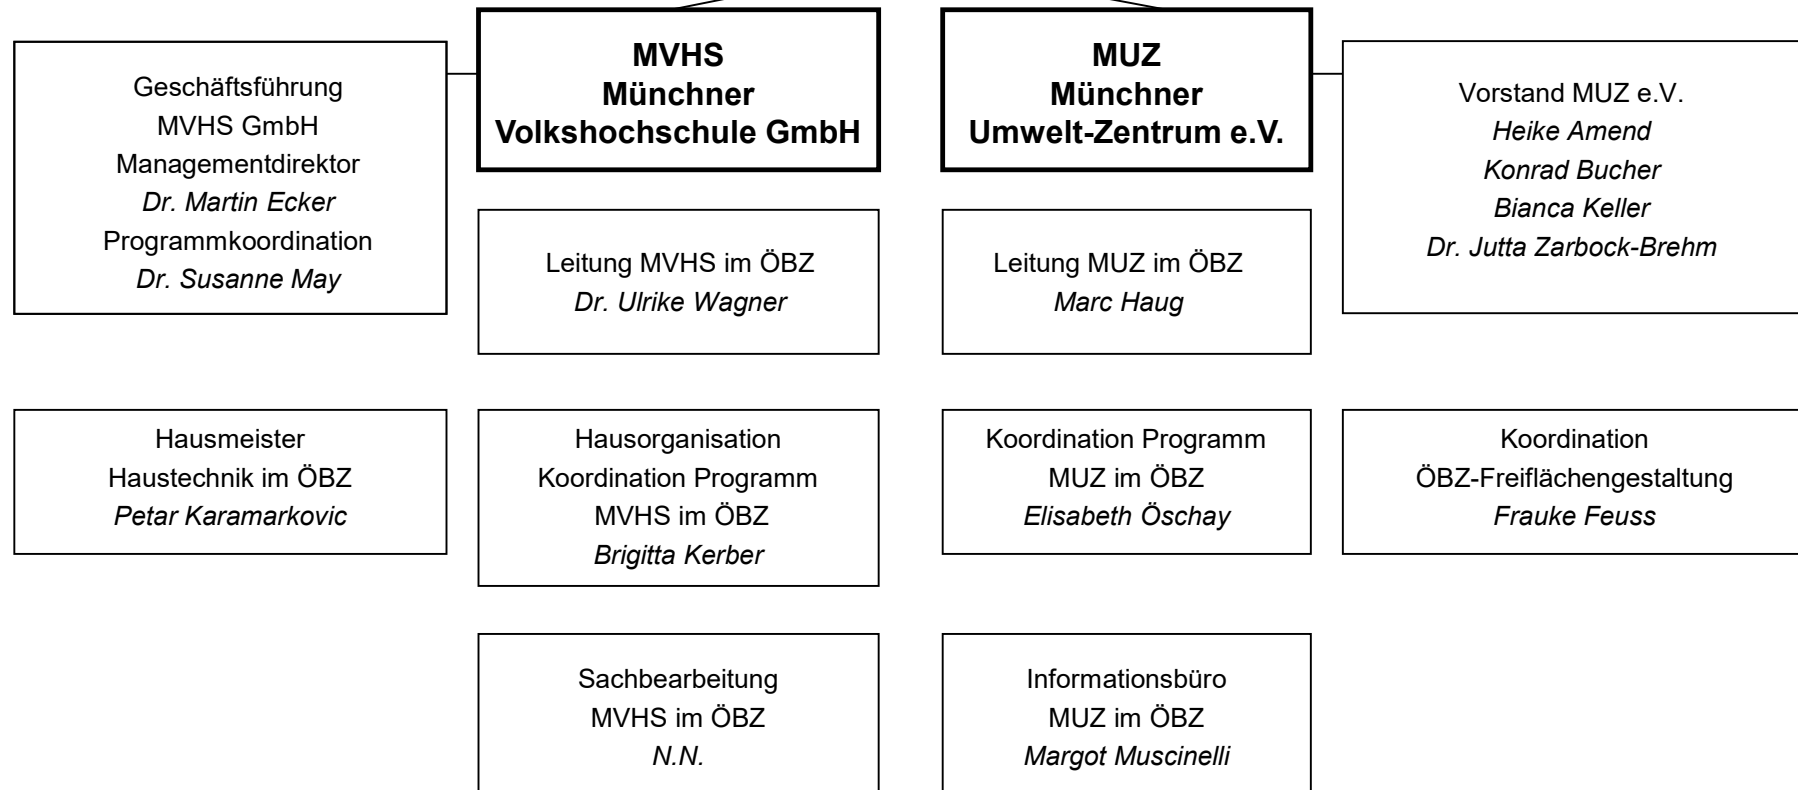 MVHS
Münchner
Volkshochschule GmbH
MUZ
Münchner
Umwelt-Zentrum e.V.
Geschäftsführung
MVHS GmbH
Managementdirektor
Dr. Martin Ecker
Programmkoordination
Dr. Susanne May
Vorstand MUZ e.V.
Heike Amend
Konrad Bucher
Bianca Keller
Dr. Jutta Zarbock-Brehm
Leitung MVHS im ÖBZ
Dr. Ulrike Wagner
Leitung MUZ im ÖBZ
Marc Haug
Hausmeister
Haustechnik im ÖBZ
Petar Karamarkovic
Hausorganisation
Koordination Programm
MVHS im ÖBZ
Brigitta Kerber
Koordination Programm
MUZ im ÖBZ
Elisabeth Öschay
Koordination
ÖBZ-Freiflächengestaltung
Frauke Feuss
Sachbearbeitung
MVHS im ÖBZ
N.N.
Informationsbüro
MUZ im ÖBZ
Margot Muscinelli